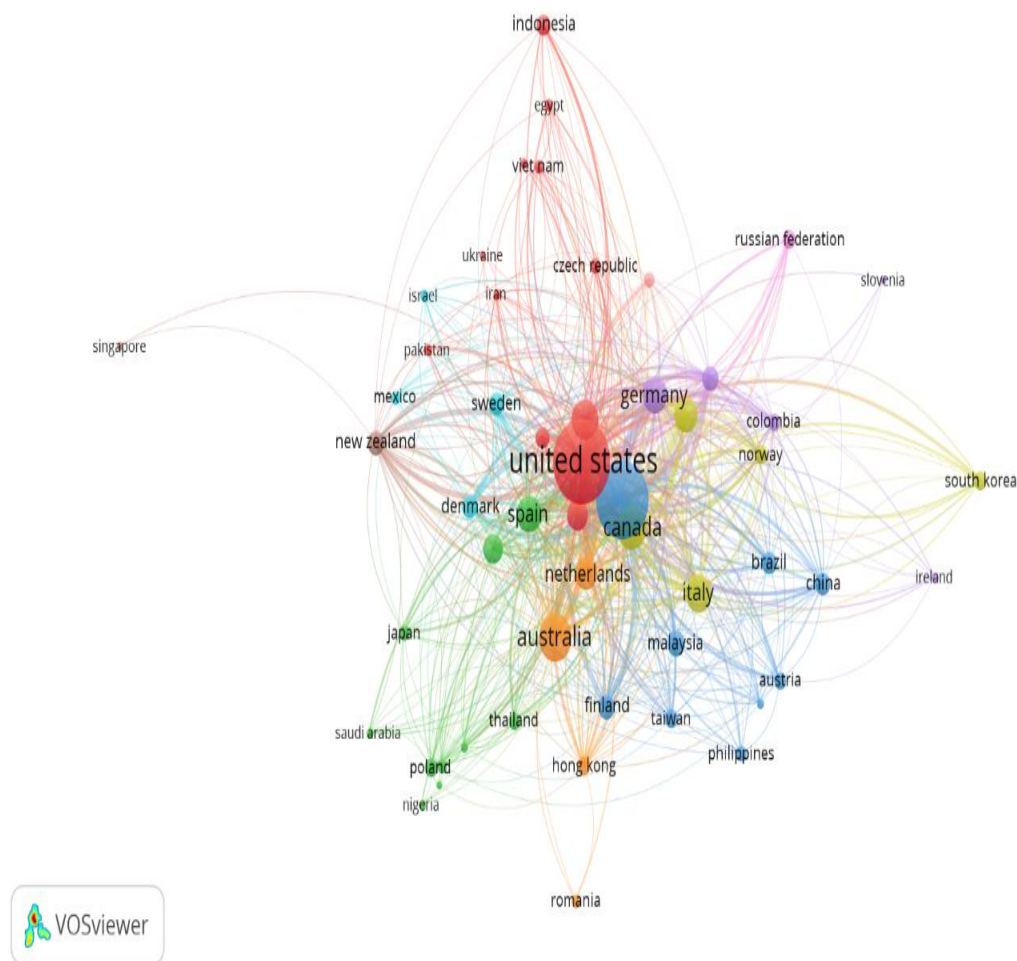 indonesia
egypt
viet nam
russian federation
ukraine
czech republic
slovenia
israel
iran
singapore
pakistan
germany
mexico
sweden
colombia
new zealand
norway
united states
south korea
denmark
spain
canada
brazil
netherlands
china
ireland
italy
japan
australia
malaysia
austria
finland
thailand
taiwan
saudi arabia
philippines
hong kong
poland
nigeria
romania
VOSviewer